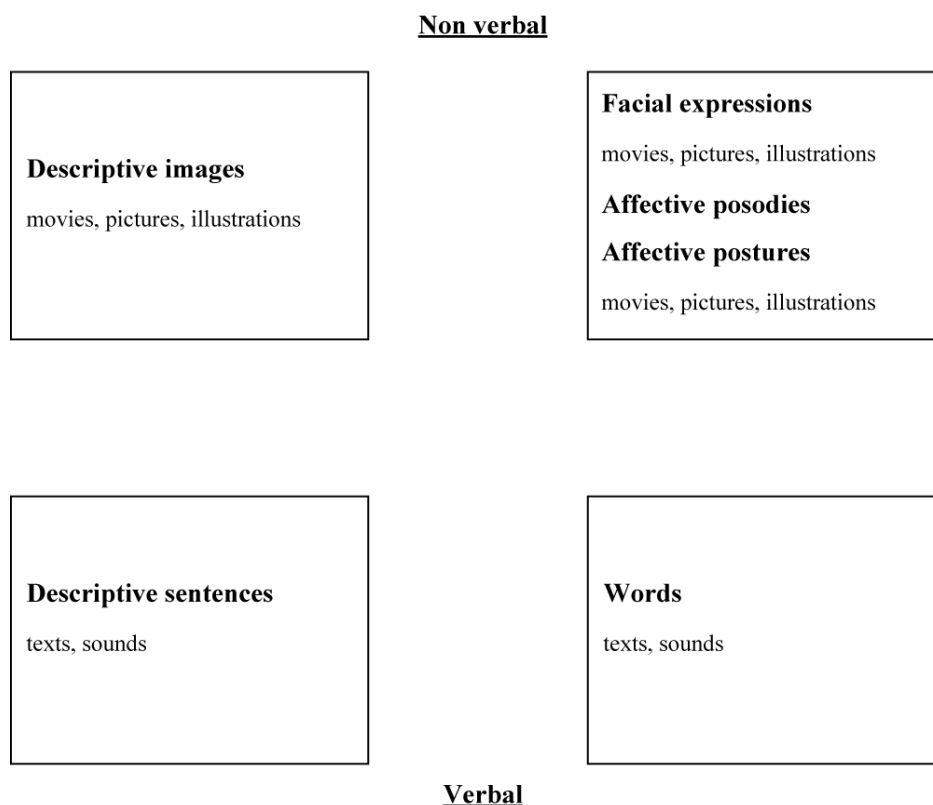 Non verbal
Descriptive images
movies, pictures, illustrations
Facial expressions
movies, pictures, illustrations
Affective posodies
Affective postures
movies, pictures, illustrations
Descriptive sentences
texts, sounds
Words
texts, sounds
Verbal